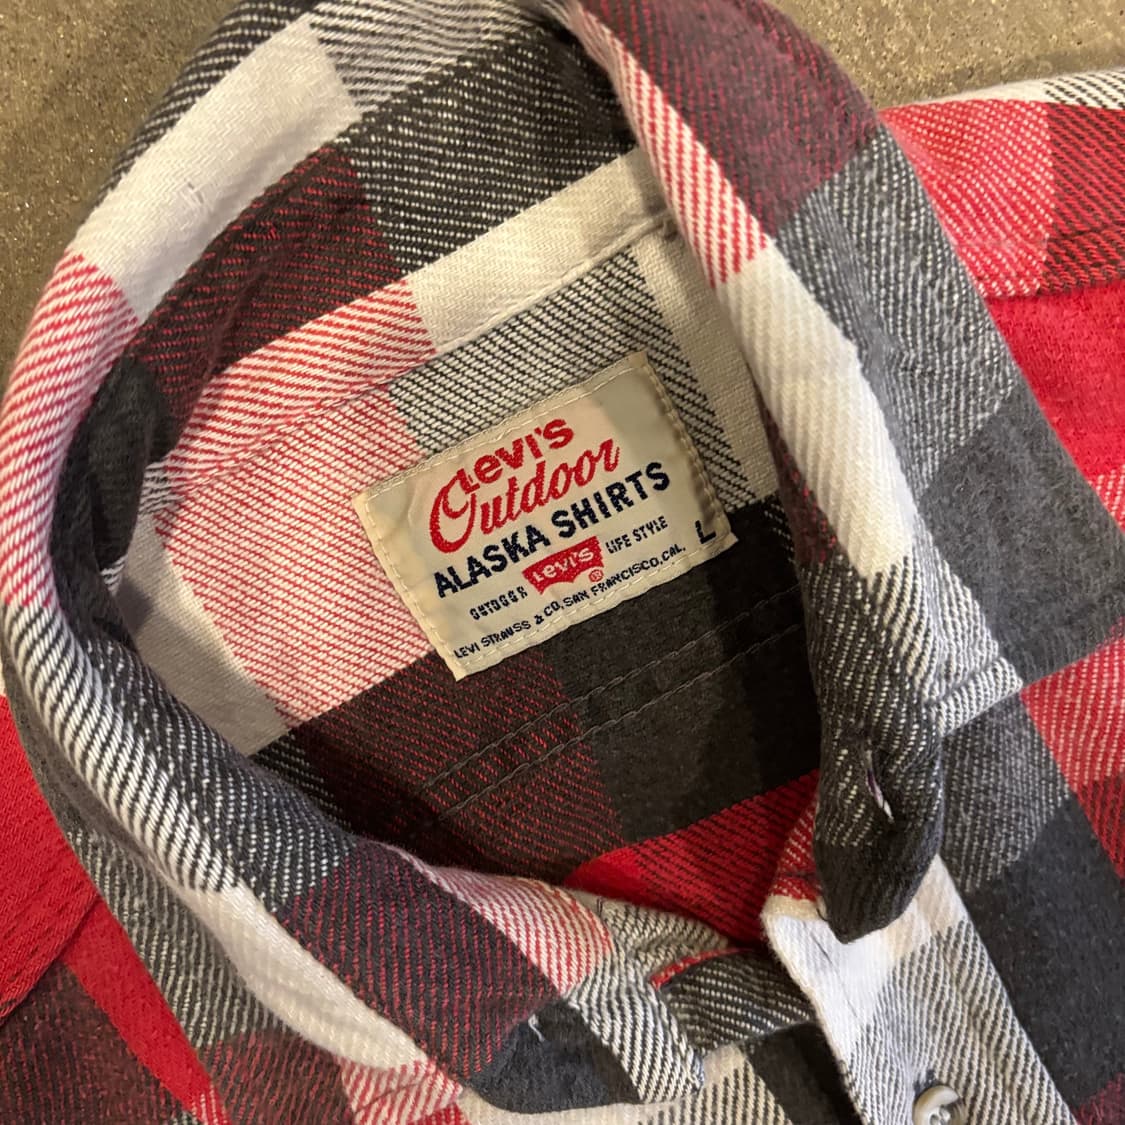 Levi's
Outdoor
ALASKA SHIRTS
OUTDOOR Levi's ® LIFE STYLE
LEVI STRAUSS & CO, SAN FRANCISCO, CAL. L